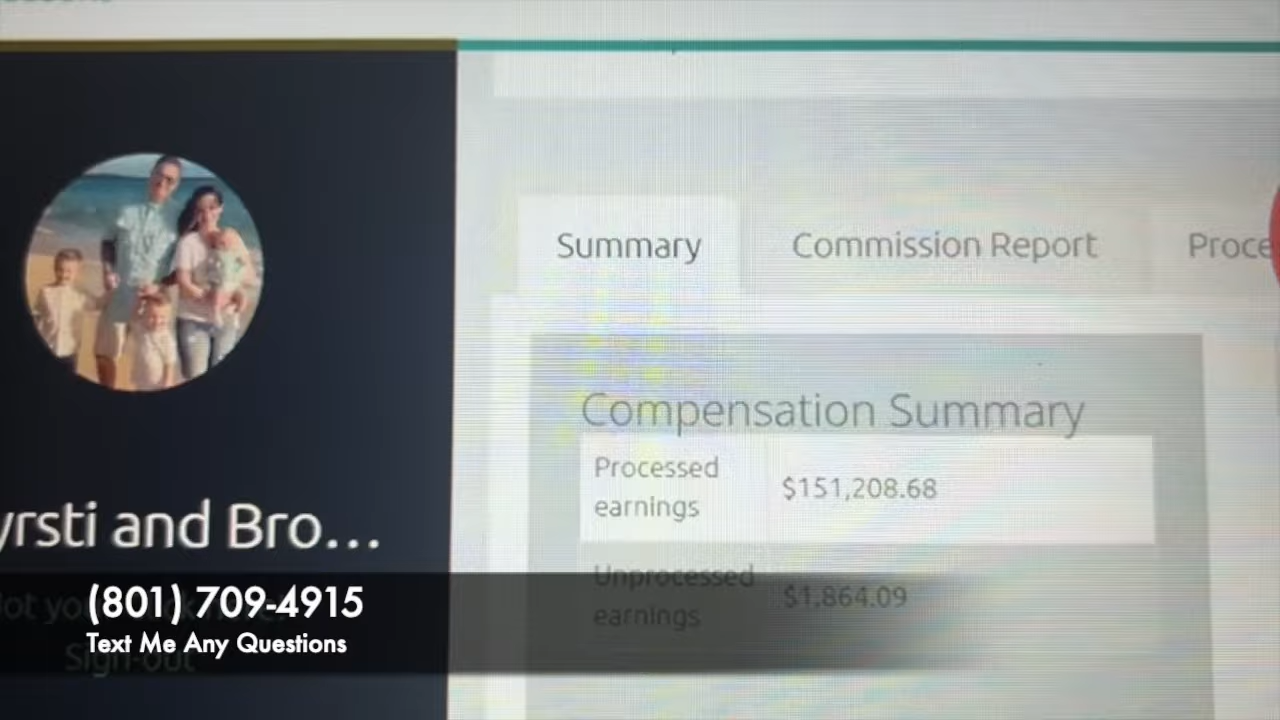 Summary
Commission Report
Proce
Compensation Summary
Processed
earnings
$151,208.68
Unprocessed
earnings
$1,864.09
yrsti and Bro...
(801) 709-4915
Text Me Any Questions
Sign-out